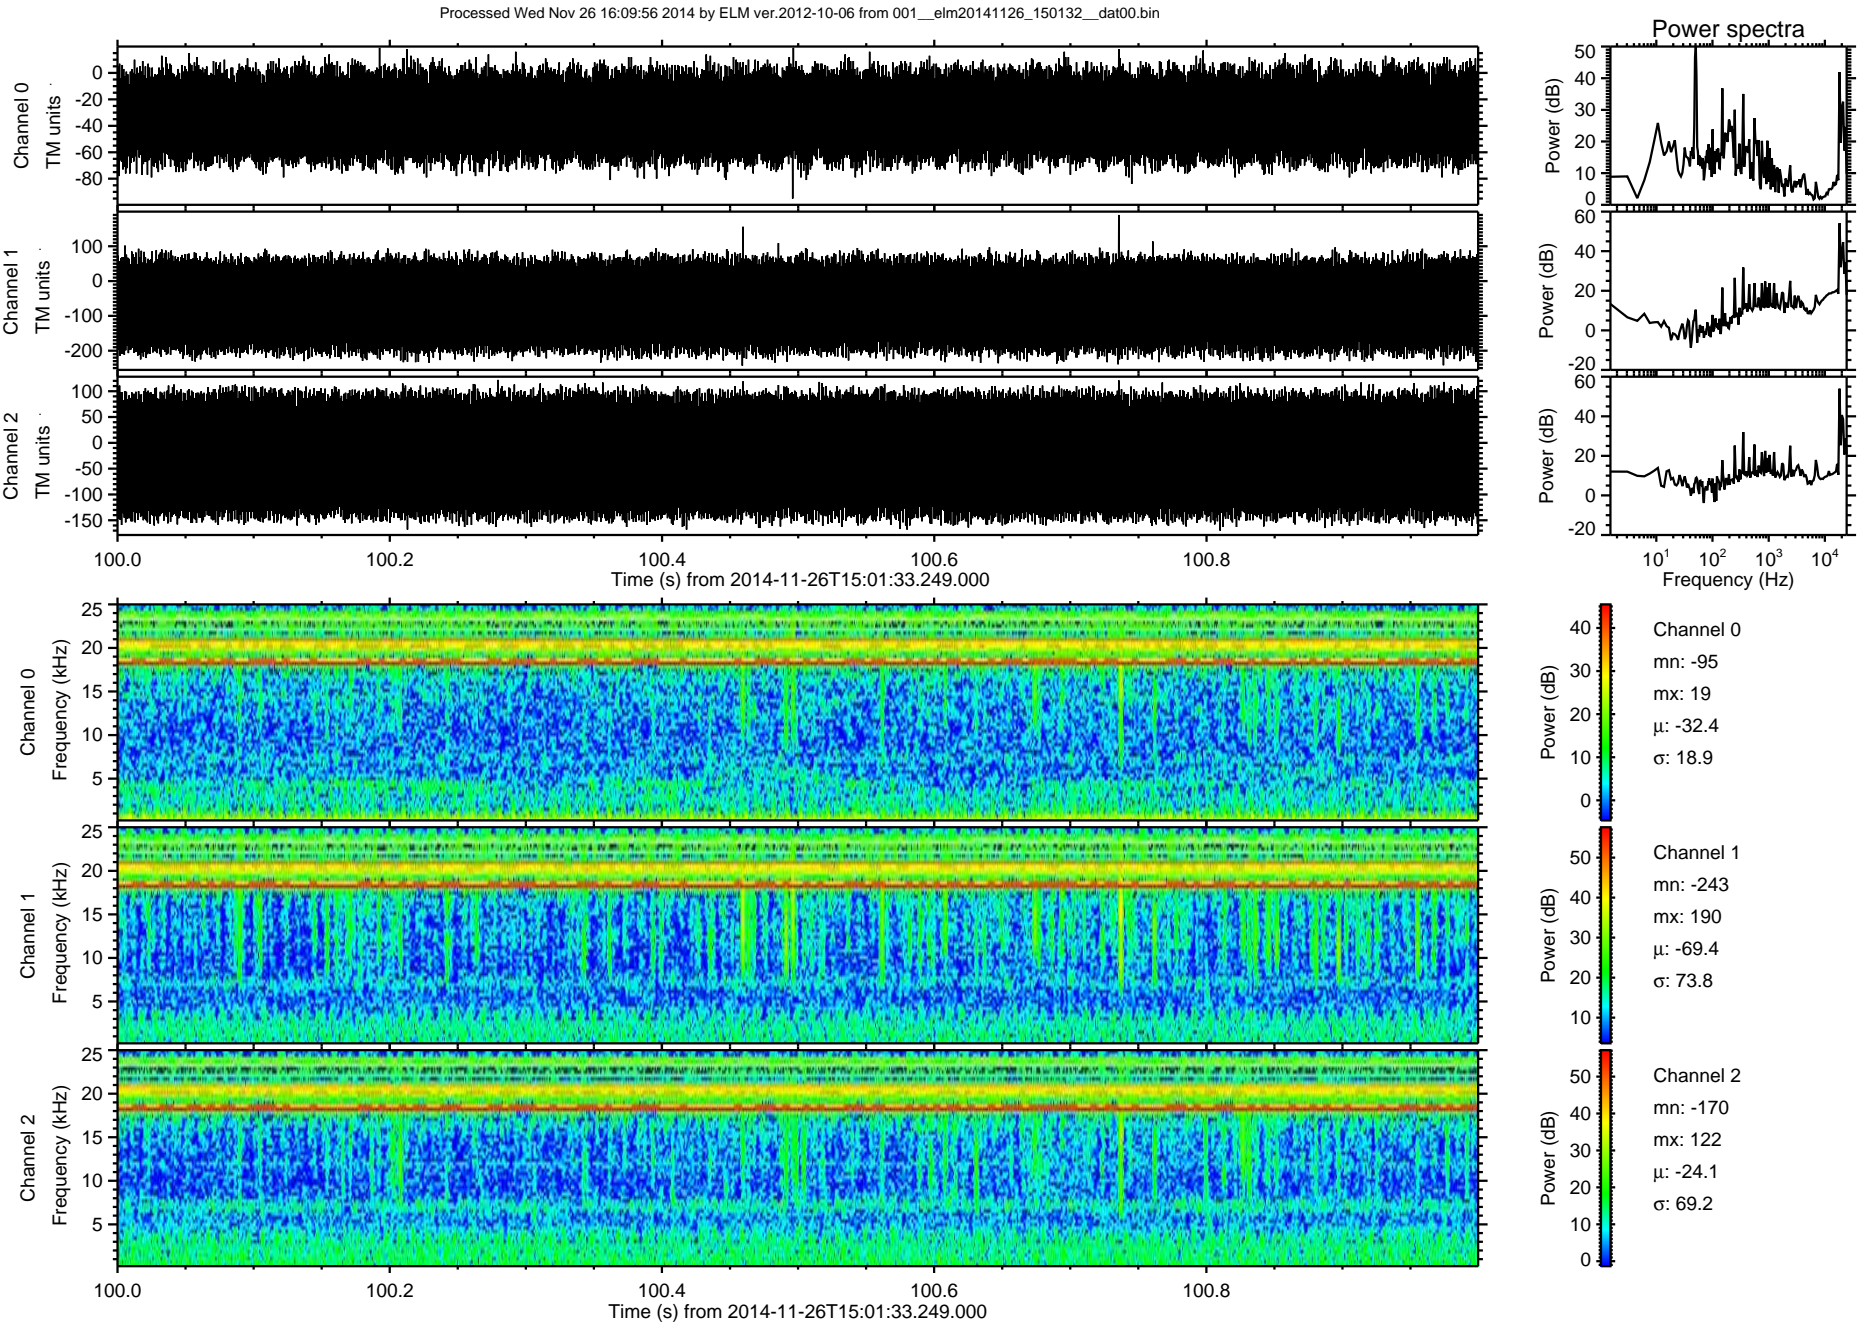 Processed Wed Nov 26 16:09:56 2014 by ELM ver.2012-10-06 from 001__elm20141126_150132__dat00.bin
Power spectra
Channel 0
TM units
0
-20
-40
-60
-80
Power (dB)
50
40
30
20
10
0
Channel 1
TM units
100
0
-100
-200
Power (dB)
60
40
20
0
-20
Channel 2
TM units
100
50
0
-50
-100
-150
Power (dB)
60
40
20
0
-20
100.0 100.2 100.4 100.6 100.8
Time (s) from 2014-11-26T15:01:33.249.000
10^1 10^2 10^3 10^4
Frequency (Hz)
Channel 0
Frequency (kHz)
25
20
15
10
5
Power (dB)
40
30
20
10
0
Channel 0
mn: -95
mx: 19
μ: -32.4
σ: 18.9
Channel 1
Frequency (kHz)
25
20
15
10
5
Power (dB)
50
40
30
20
10
Channel 1
mn: -243
mx: 190
μ: -69.4
σ: 73.8
Channel 2
Frequency (kHz)
25
20
15
10
5
Power (dB)
50
40
30
20
10
0
Channel 2
mn: -170
mx: 122
μ: -24.1
σ: 69.2
100.0 100.2 100.4 100.6 100.8
Time (s) from 2014-11-26T15:01:33.249.000